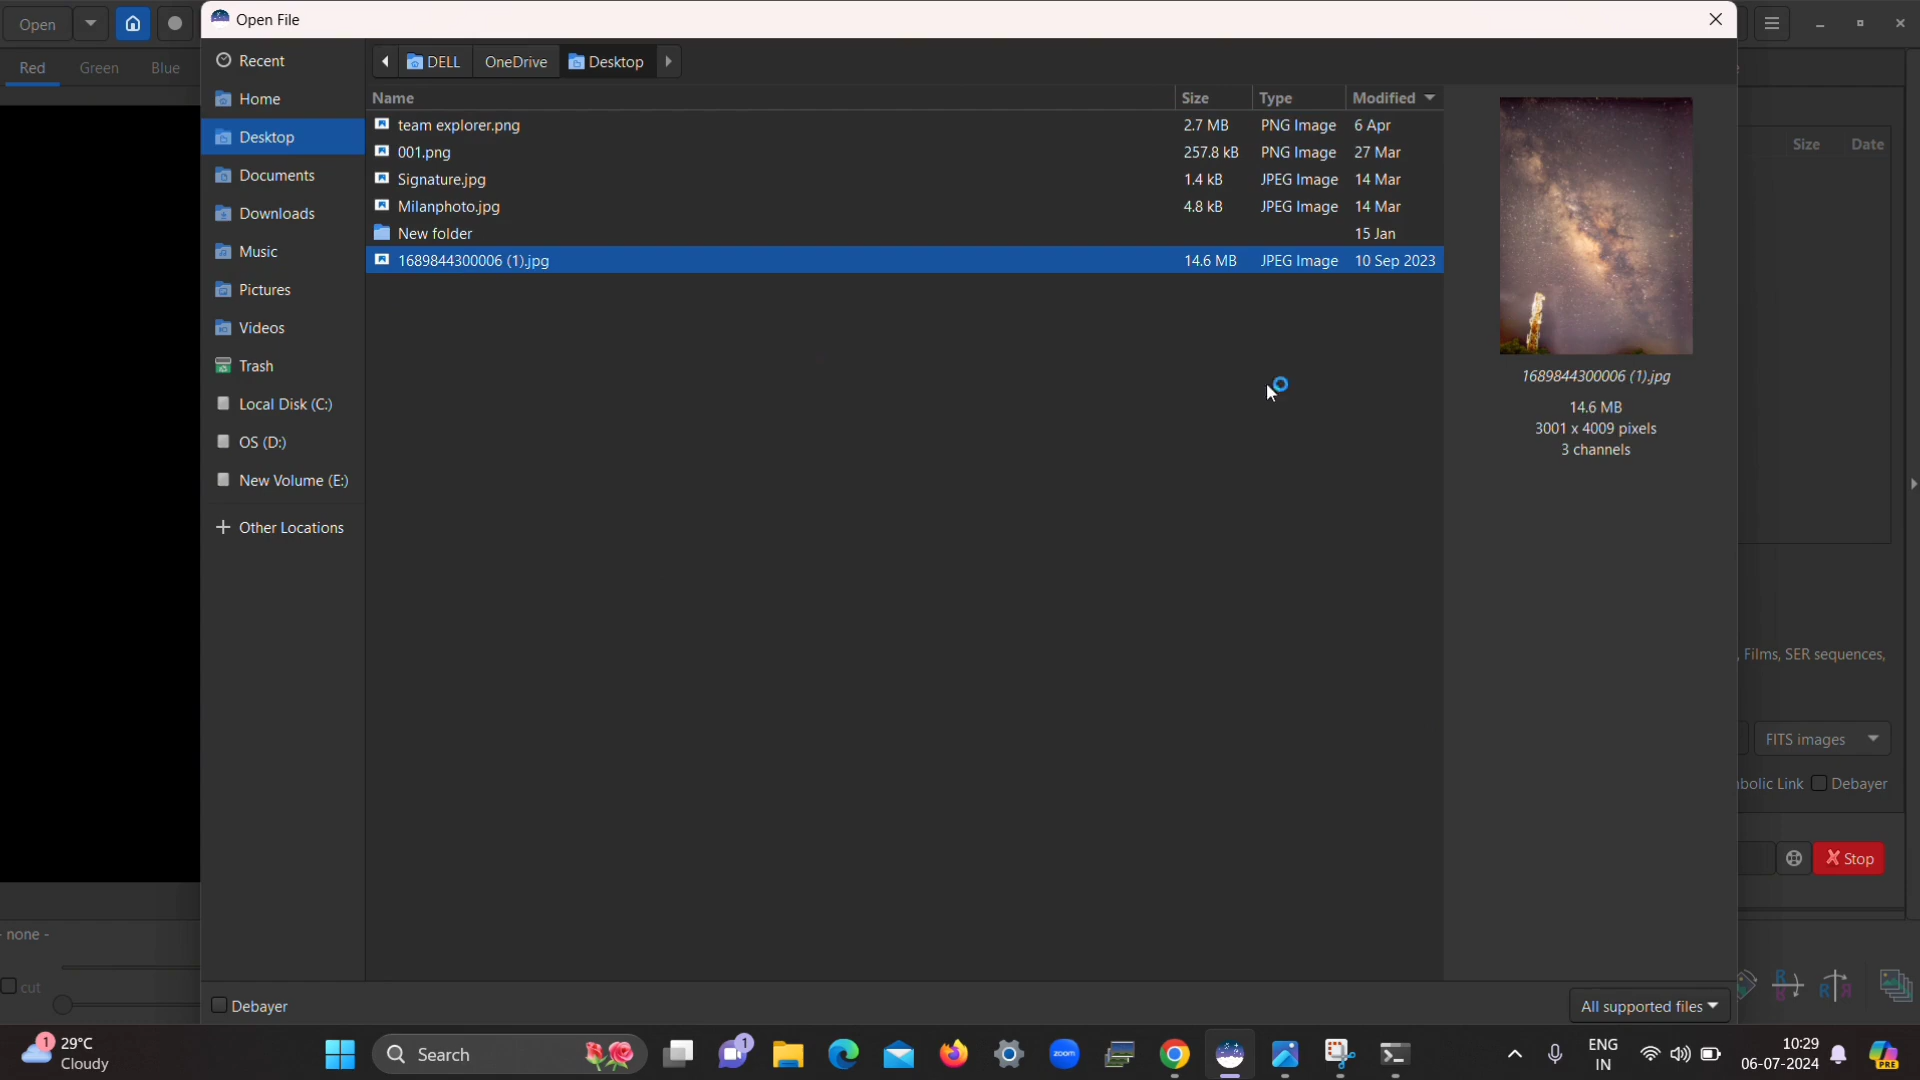 Open
Open File
Red Green Blue
Recent
Home
Desktop
Documents
Downloads
Music
Pictures
Videos
Trash
Local Disk (C:)
OS (D:)
New Volume (E:)
Other Locations
DELL OneDrive Desktop
Name Size Type Modified
team explorer.png 2.7 MB PNG Image 6 Apr
001.png 257.8 kB PNG Image 27 Mar
Signature.jpg 1.4 kB JPEG Image 14 Mar
Milanphoto.jpg 4.8 kB JPEG Image 14 Mar
New folder 15 Jan
1689844300006 (1).jpg 14.6 MB JPEG Image 10 Sep 2023
1689844300006 (1).jpg
14.6 MB
3001 x 4009 pixels
3 channels
Size Date
, Films, SER sequences,
FITS images
bolic Link Debayer
Stop
- none -
cut
Debayer
All supported files
1 29°C
Cloudy
Search
1
zoom
ENG
IN
10:29
06-07-2024
PRE